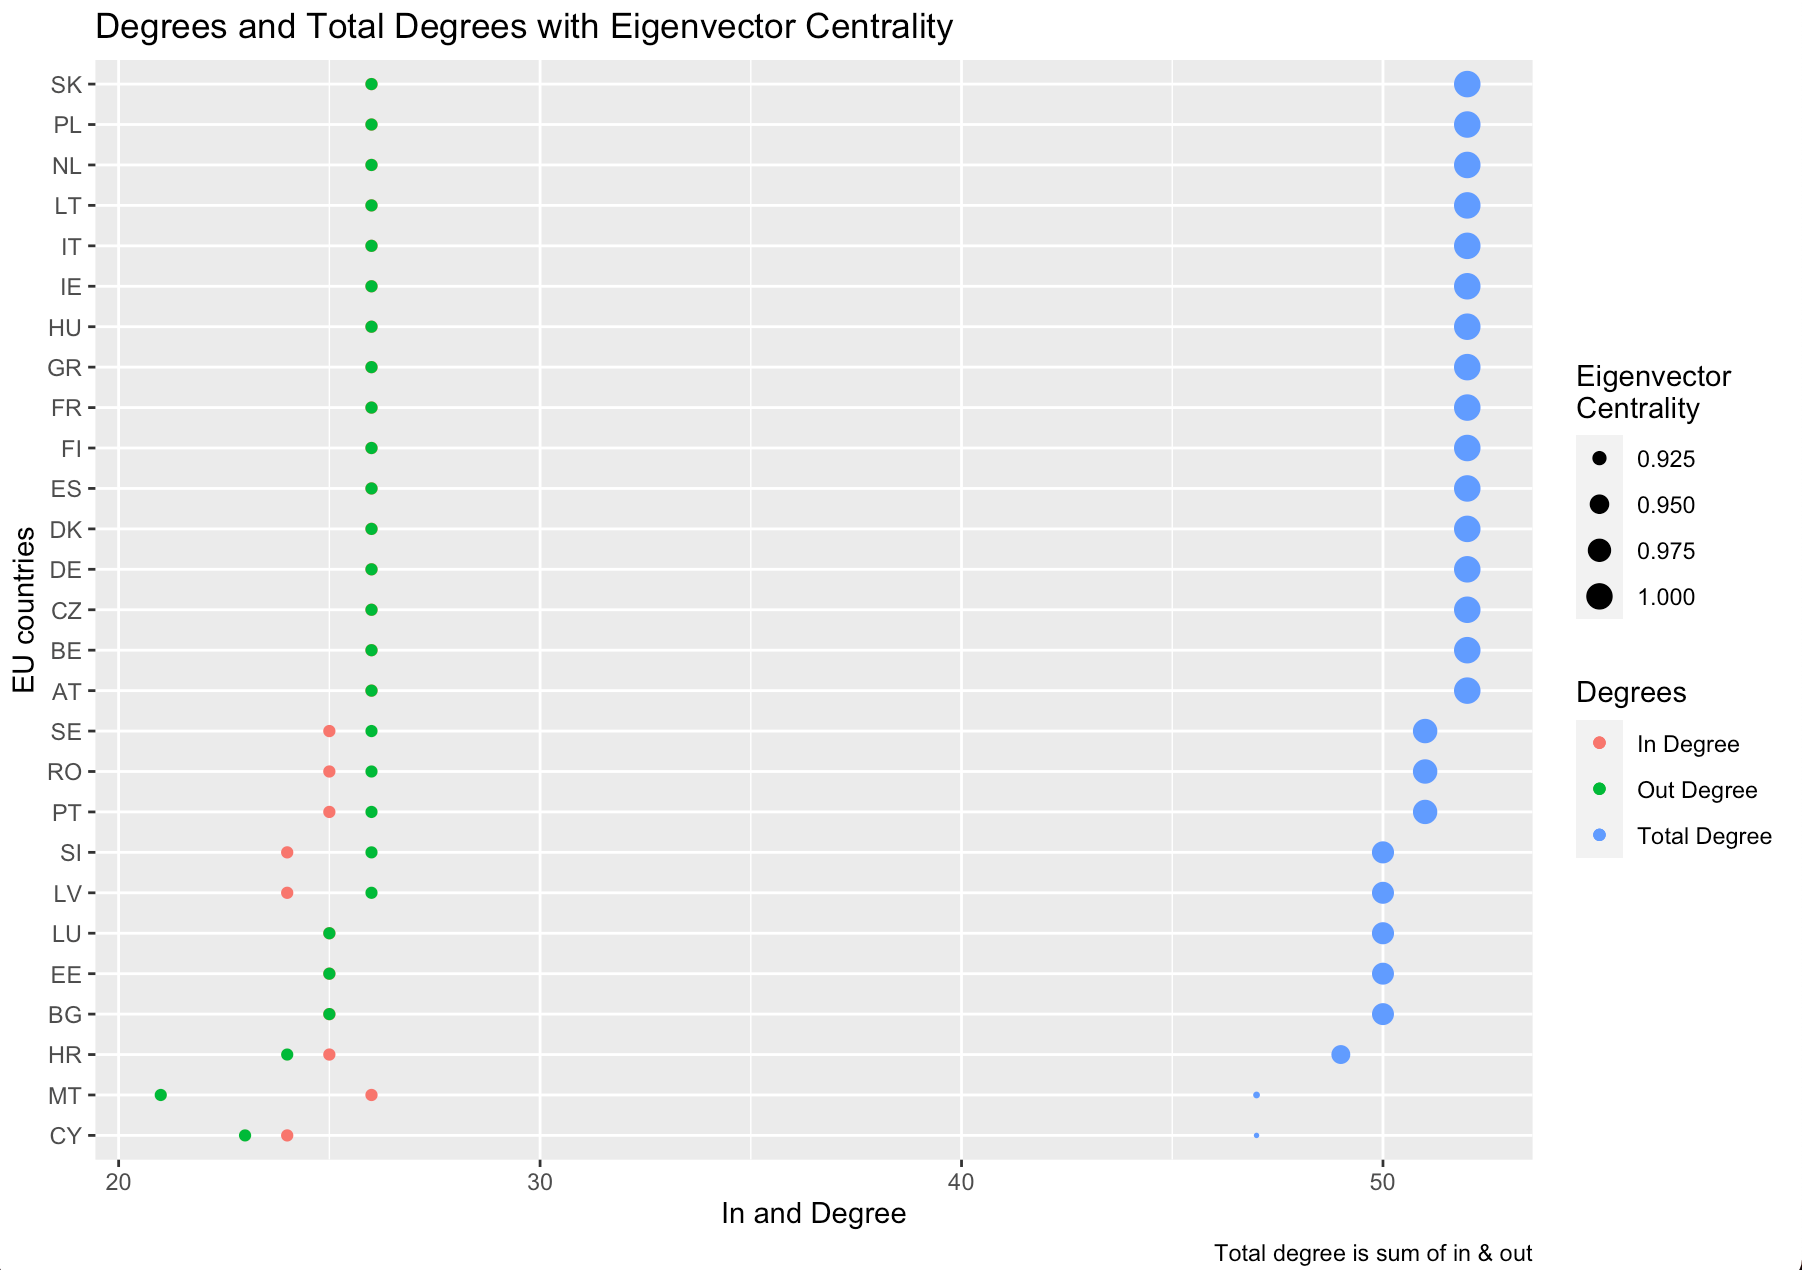 Degrees and Total Degrees with Eigenvector Centrality
EU countries
SK
PL
NL
LT
IT
IE
HU
GR
FR
FI
ES
DK
DE
CZ
BE
AT
SE
RO
PT
SI
LV
LU
EE
BG
HR
MT
CY
20 30 40 50
In and Degree
Total degree is sum of in & out
Eigenvector
Centrality
0.925
0.950
0.975
1.000
Degrees
In Degree
Out Degree
Total Degree